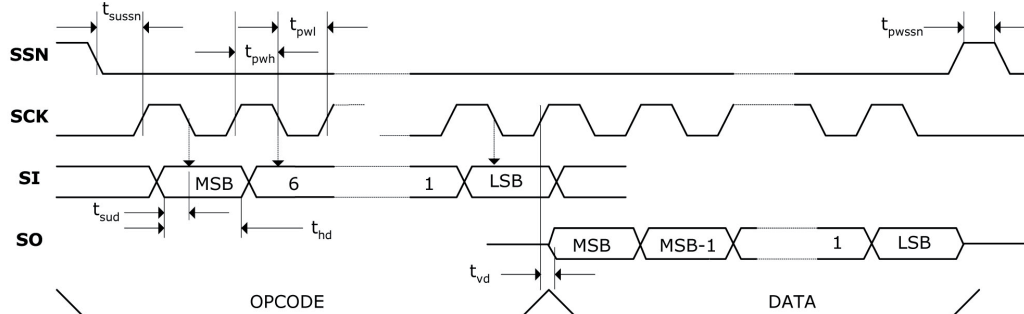 tsussn
tpwl
tpwh
tpwssn
SSN
SCK
SI
MSB
6
1
LSB
tsud
thd
SO
MSB
MSB-1
1
LSB
tvd
OPCODE
DATA